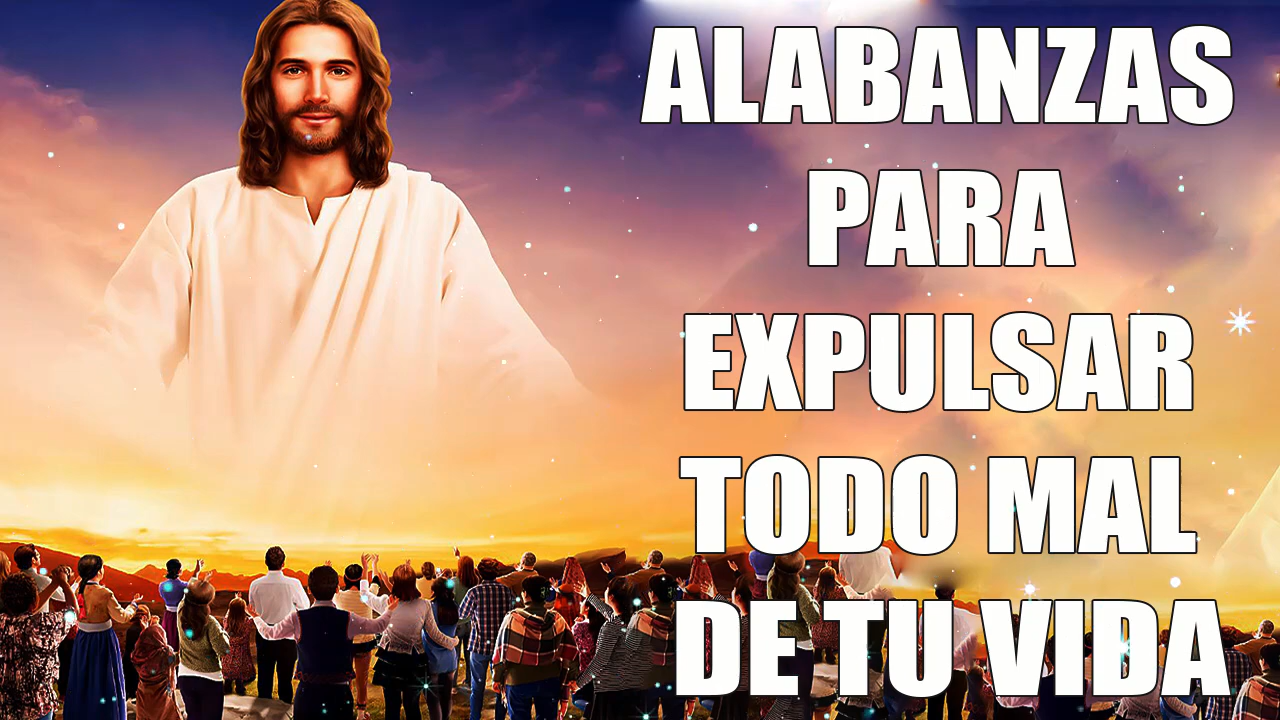 ALABANZAS
PARA
EXPULSAR
TODO MAL
DE TU VIDA